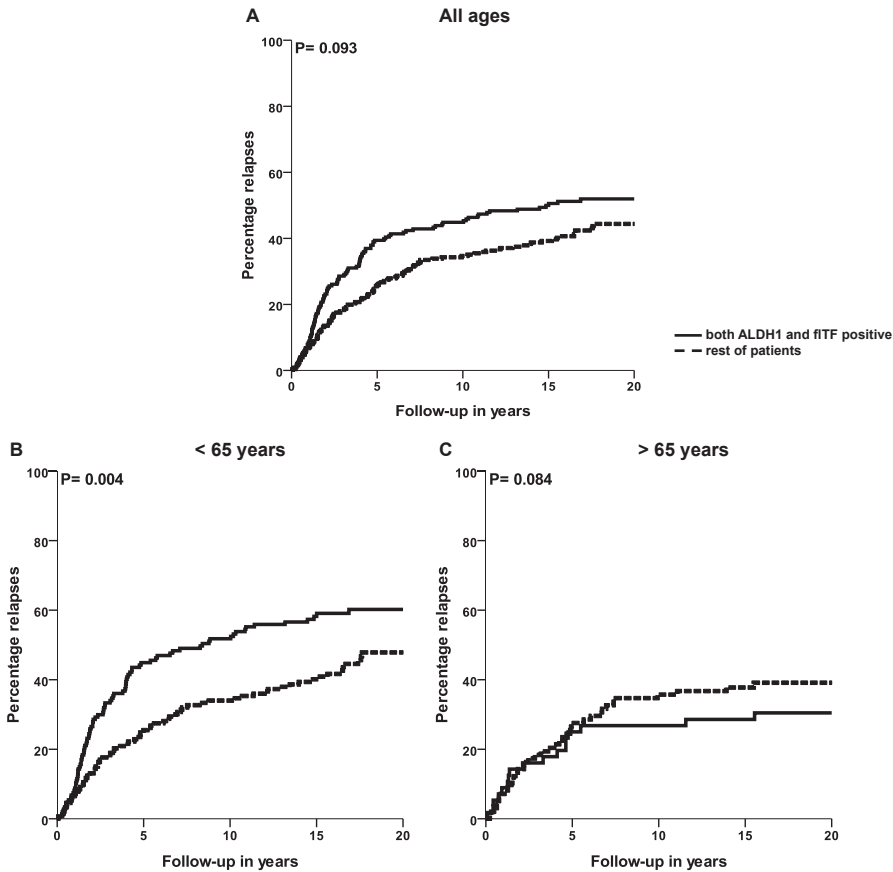 A All ages
P= 0.093
100
80
60
40
20
0
Percentage relapses
0 5 10 15 20
Follow-up in years
both ALDH1 and flTF positive
rest of patients
B < 65 years
P= 0.004
100
80
60
40
20
0
Percentage relapses
0 5 10 15 20
Follow-up in years
C > 65 years
P= 0.084
100
80
60
40
20
0
Percentage relapses
0 5 10 15 20
Follow-up in years